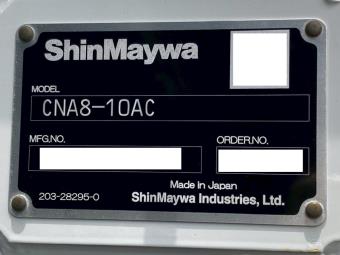 ShinMaywa
MODEL
CNA8-10AC
MFG.NO.
ORDER.NO.
Made in Japan
203-28295-0
ShinMaywa Industries, Ltd.